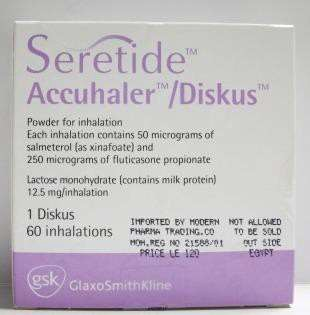 Seretide™
Accuhaler™/Diskus™
Powder for inhalation
Each inhalation contains 50 micrograms of
salmeterol (as xinafoate) and
250 micrograms of fluticasone propionate
Lactose monohydrate (contains milk protein)
12.5 mg/inhalation
1 Diskus
60 inhalations
IMPORTED BY MODERN NOT ALLOWED
PHARMA TRADING.CO TO BE SOLD
MOH.REG NO 21588/01 OUT SIDE
PRICE LE 120 EGYPT
gsk GlaxoSmithKline